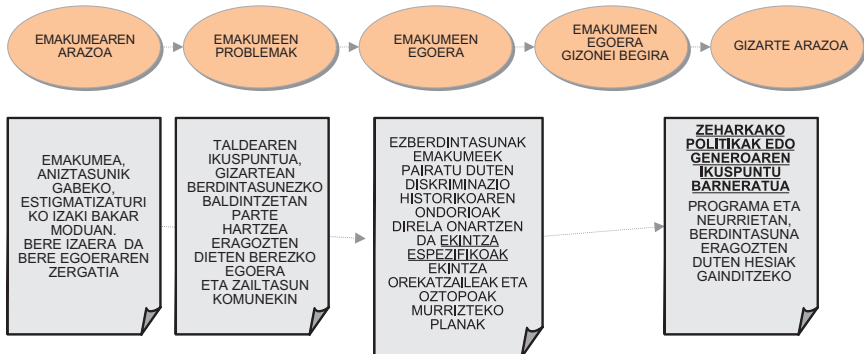 EMAKUMEAREN
ARAZOA
EMAKUMEEN
PROBLEMAK
EMAKUMEEN
EGOERA
EMAKUMEEN
EGOERA
GIZONEI BEGIRA
GIZARTE ARAZOA
EMAKUMEA,
ANIZTASUNIK
GABEKO,
ESTIGMATIZATURI
KO IZAKI BAKAR
MODUAN.
BERE IZAERA DA
BERE EGOERAREN
ZERGATIA
TALDEAREN
IKUSPUNTUA,
GIZARTEAN
BERDINTASUNEZKO
BALDINTZETAN
PARTE
HARTZEA
ERAGOZTEN
DIETEN BEREZKO
EGOERA
ETA ZAILTASUN
KOMUNEKIN
EZBERDINTASUNAK
EMAKUMEEK
PAIRATU DUTEN
DISKRIMINAZIO
HISTORIKOAREN
ONDORIOAK
DIRELA ONARTZEN
DA EKINTZA
ESPEZIFIKOAK
EKINTZA
OREKATZAILEAK ETA
OZTOPOAK
MURRIZTEKO
PLANAK
ZEHARKAKO
POLITIKAK EDO
GENEROAREN
IKUSPUNTU
BARNERATUA
PROGRAMA ETA
NEURRIETAN,
BERDINTASUNA
ERAGOZTEN
DUTEN HESIAK
GAINDITZEKO